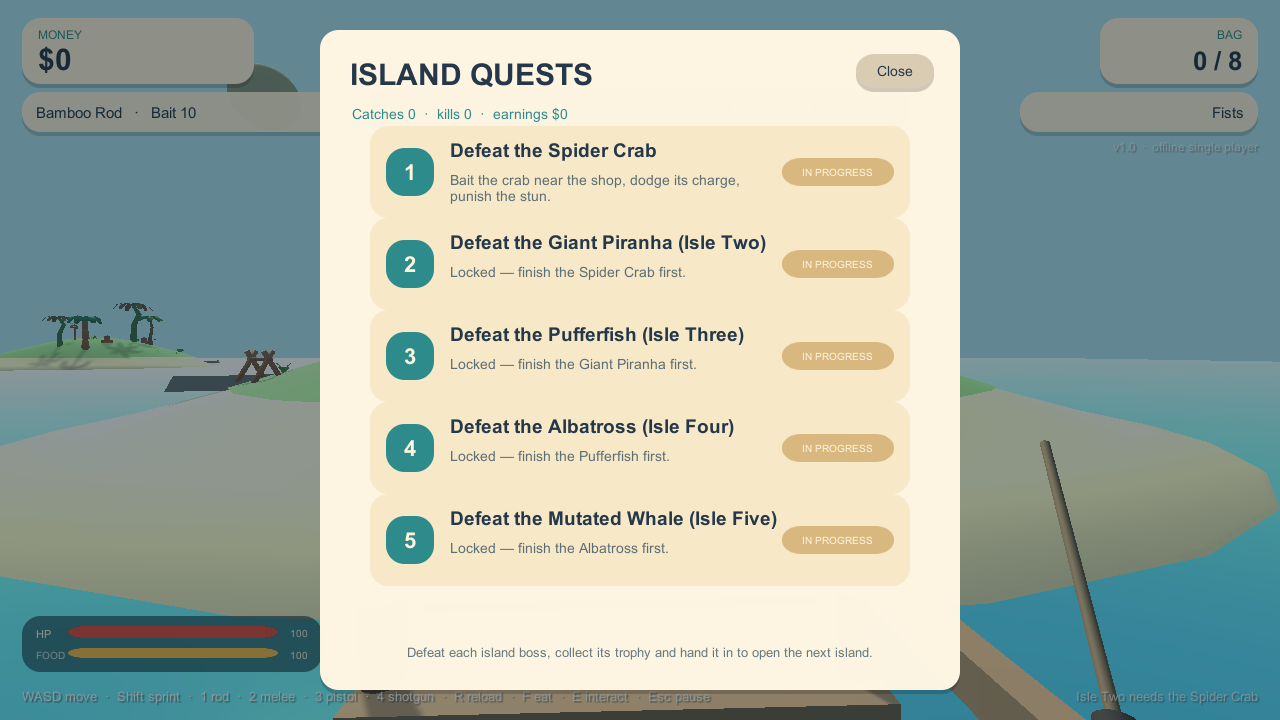 MONEY
$0
Bamboo Rod · Bait 10
BAG
0 / 8
Fists
v1.0 · offline single player
ISLAND QUESTS
Close
Catches 0 · kills 0 · earnings $0
1
Defeat the Spider Crab
Bait the crab near the shop, dodge its charge,
punish the stun.
IN PROGRESS
2
Defeat the Giant Piranha (Isle Two)
Locked — finish the Spider Crab first.
IN PROGRESS
3
Defeat the Pufferfish (Isle Three)
Locked — finish the Giant Piranha first.
IN PROGRESS
4
Defeat the Albatross (Isle Four)
Locked — finish the Pufferfish first.
IN PROGRESS
5
Defeat the Mutated Whale (Isle Five)
Locked — finish the Albatross first.
IN PROGRESS
Defeat each island boss, collect its trophy and hand it in to open the next island.
HP 100
FOOD 100
WASD move · Shift sprint · 1 rod · 2 melee · 3 pistol · 4 shotgun · R reload · F eat · E interact · Esc pause
Isle Two needs the Spider Crab